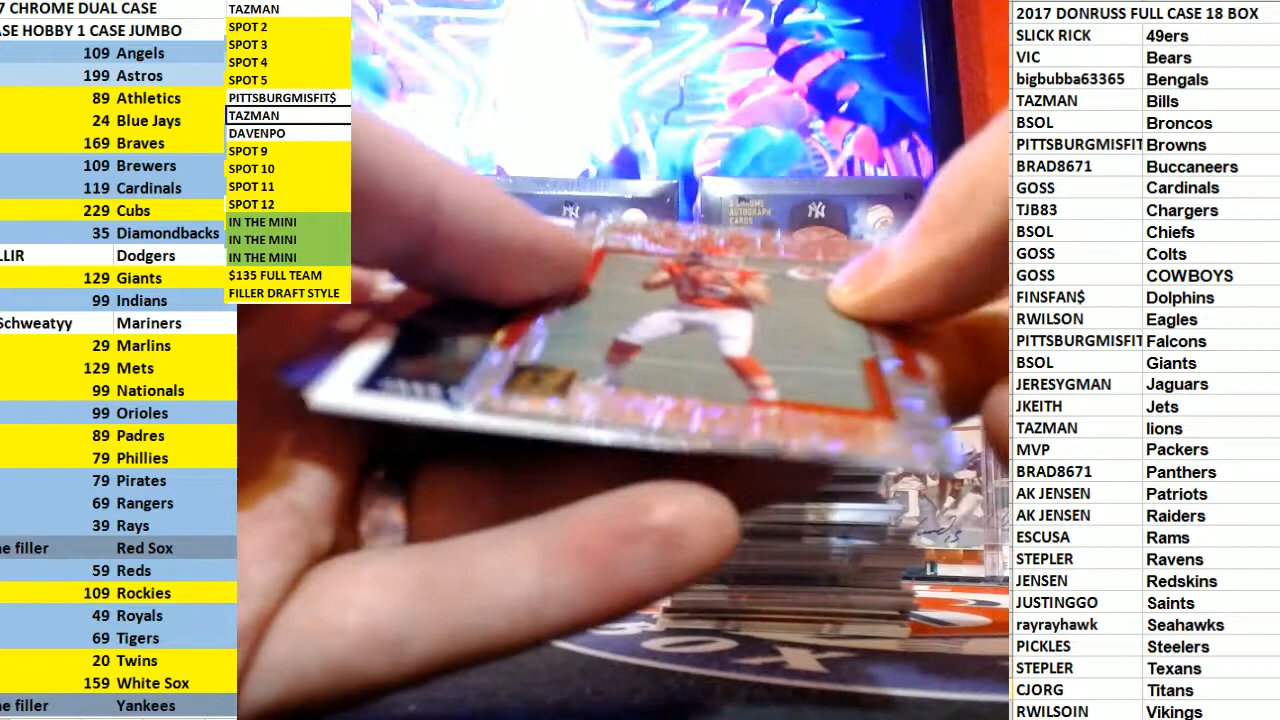 7 CHROME DUAL CASE
ASE HOBBY 1 CASE JUMBO
109 Angels
199 Astros
89 Athletics
24 Blue Jays
169 Braves
109 Brewers
119 Cardinals
229 Cubs
35 Diamondbacks
LLIR Dodgers
129 Giants
99 Indians
Schweatyy Mariners
29 Marlins
129 Mets
99 Nationals
99 Orioles
89 Padres
79 Phillies
79 Pirates
69 Rangers
39 Rays
ne filler Red Sox
59 Reds
109 Rockies
49 Royals
69 Tigers
20 Twins
159 White Sox
ne filler Yankees
TAZMAN
SPOT 2
SPOT 3
SPOT 4
SPOT 5
PITTSBURGMISFIT$
TAZMAN
DAVENPO
SPOT 9
SPOT 10
SPOT 11
SPOT 12
IN THE MINI
IN THE MINI
IN THE MINI
$135 FULL TEAM
FILLER DRAFT STYLE
CHROME
AUTOGRAPH
CARDS
BOX
2017 DONRUSS FULL CASE 18 BOX
SLICK RICK 49ers
VIC Bears
bigbubba63365 Bengals
TAZMAN Bills
BSOL Broncos
PITTSBURGMISFIT Browns
BRAD8671 Buccaneers
GOSS Cardinals
TJB83 Chargers
BSOL Chiefs
GOSS Colts
GOSS COWBOYS
FINSFAN$ Dolphins
RWILSON Eagles
PITTSBURGMISFIT Falcons
BSOL Giants
JERESYGMAN Jaguars
JKEITH Jets
TAZMAN lions
MVP Packers
BRAD8671 Panthers
AK JENSEN Patriots
AK JENSEN Raiders
ESCUSA Rams
STEPLER Ravens
JENSEN Redskins
JUSTINGGO Saints
rayrayhawk Seahawks
PICKLES Steelers
STEPLER Texans
CJORG Titans
RWILSOIN Vikings